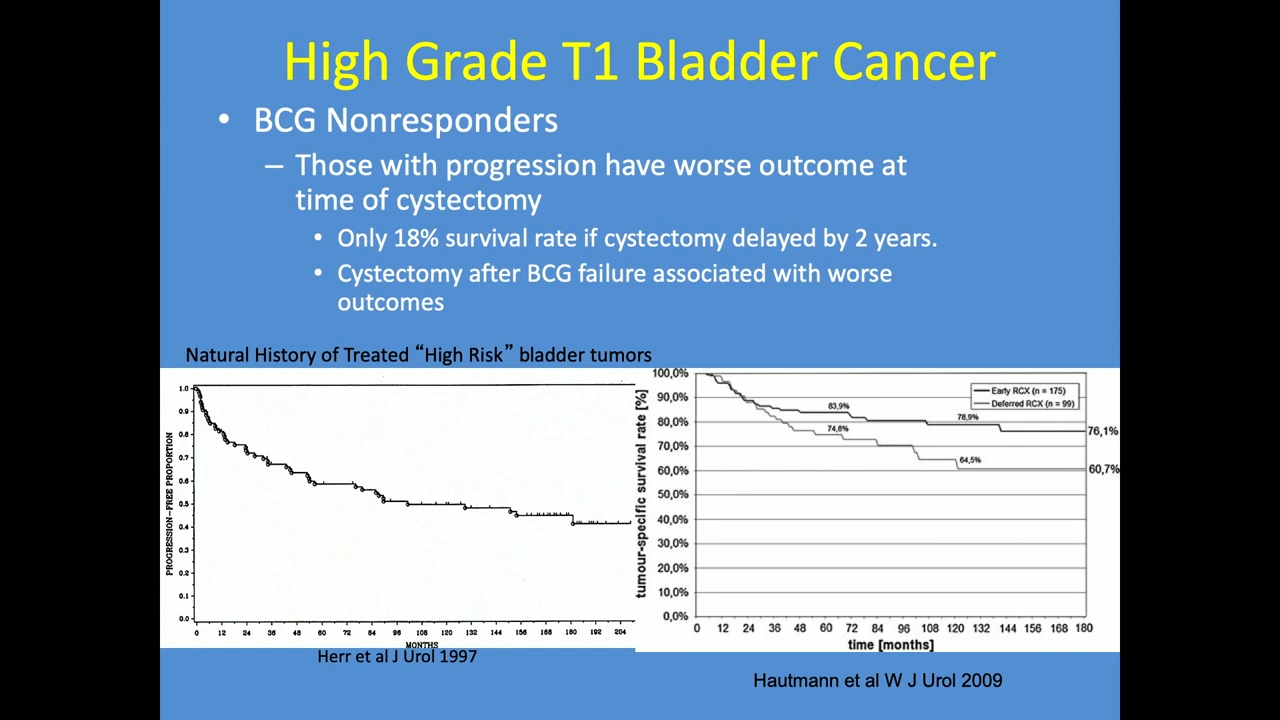 High Grade T1 Bladder Cancer
• BCG Nonresponders
– Those with progression have worse outcome at
time of cystectomy
• Only 18% survival rate if cystectomy delayed by 2 years.
• Cystectomy after BCG failure associated with worse
outcomes
Natural History of Treated “High Risk” bladder tumors
PROGRESSION-FREE PROPORTION
1.0
0.9
0.8
0.7
0.6
0.5
0.4
0.3
0.2
0.1
0.0
0 12 24 36 48 60 72 84 96 108 120 132 144 156 168 180 192 204
MONTHS
Herr et al J Urol 1997
tumour-specific survival rate [%]
100,0%
90,0%
80,0%
70,0%
60,0%
50,0%
40,0%
30,0%
20,0%
10,0%
0,0%
Early RCX (n = 175)
Deferred RCX (n = 99)
83,9%
78,9%
76,1%
74,8%
64,5%
60,7%
0 12 24 36 48 60 72 84 96 108 120 132 144 156 168 180
time [months]
Hautmann et al W J Urol 2009